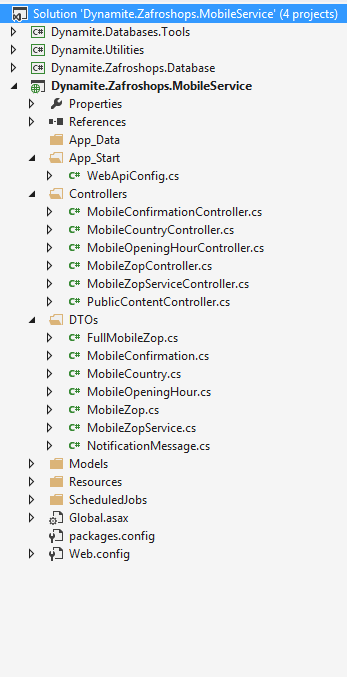 Solution 'Dynamite.Zafroshops.MobileService' (4 projects)
C# Dynamite.Databases.Tools
C# Dynamite.Utilities
C# Dynamite.Zafroshops.Database
Dynamite.Zafroshops.MobileService
Properties
References
App_Data
App_Start
C# WebApiConfig.cs
Controllers
C# MobileConfirmationController.cs
C# MobileCountryController.cs
C# MobileOpeningHourController.cs
C# MobileZopController.cs
C# MobileZopServiceController.cs
C# PublicContentController.cs
DTOs
C# FullMobileZop.cs
C# MobileConfirmation.cs
C# MobileCountry.cs
C# MobileOpeningHour.cs
C# MobileZop.cs
C# MobileZopService.cs
C# NotificationMessage.cs
Models
Resources
ScheduledJobs
Global.asax
packages.config
Web.config